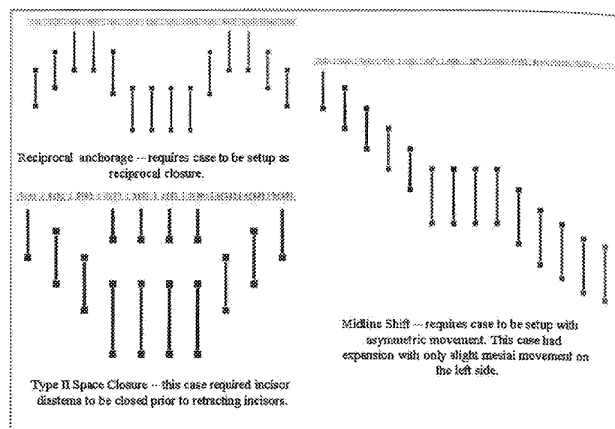 Reciprocal anchorage -- requires case to be setup as
reciprocal closure.
Type II Space Closure -- this case required incisor
diastema to be closed prior to retracting incisors.
Midline Shift -- requires case to be setup with
asymmetric movement. This case had
expansion with only slight mesial movement on
the left side.